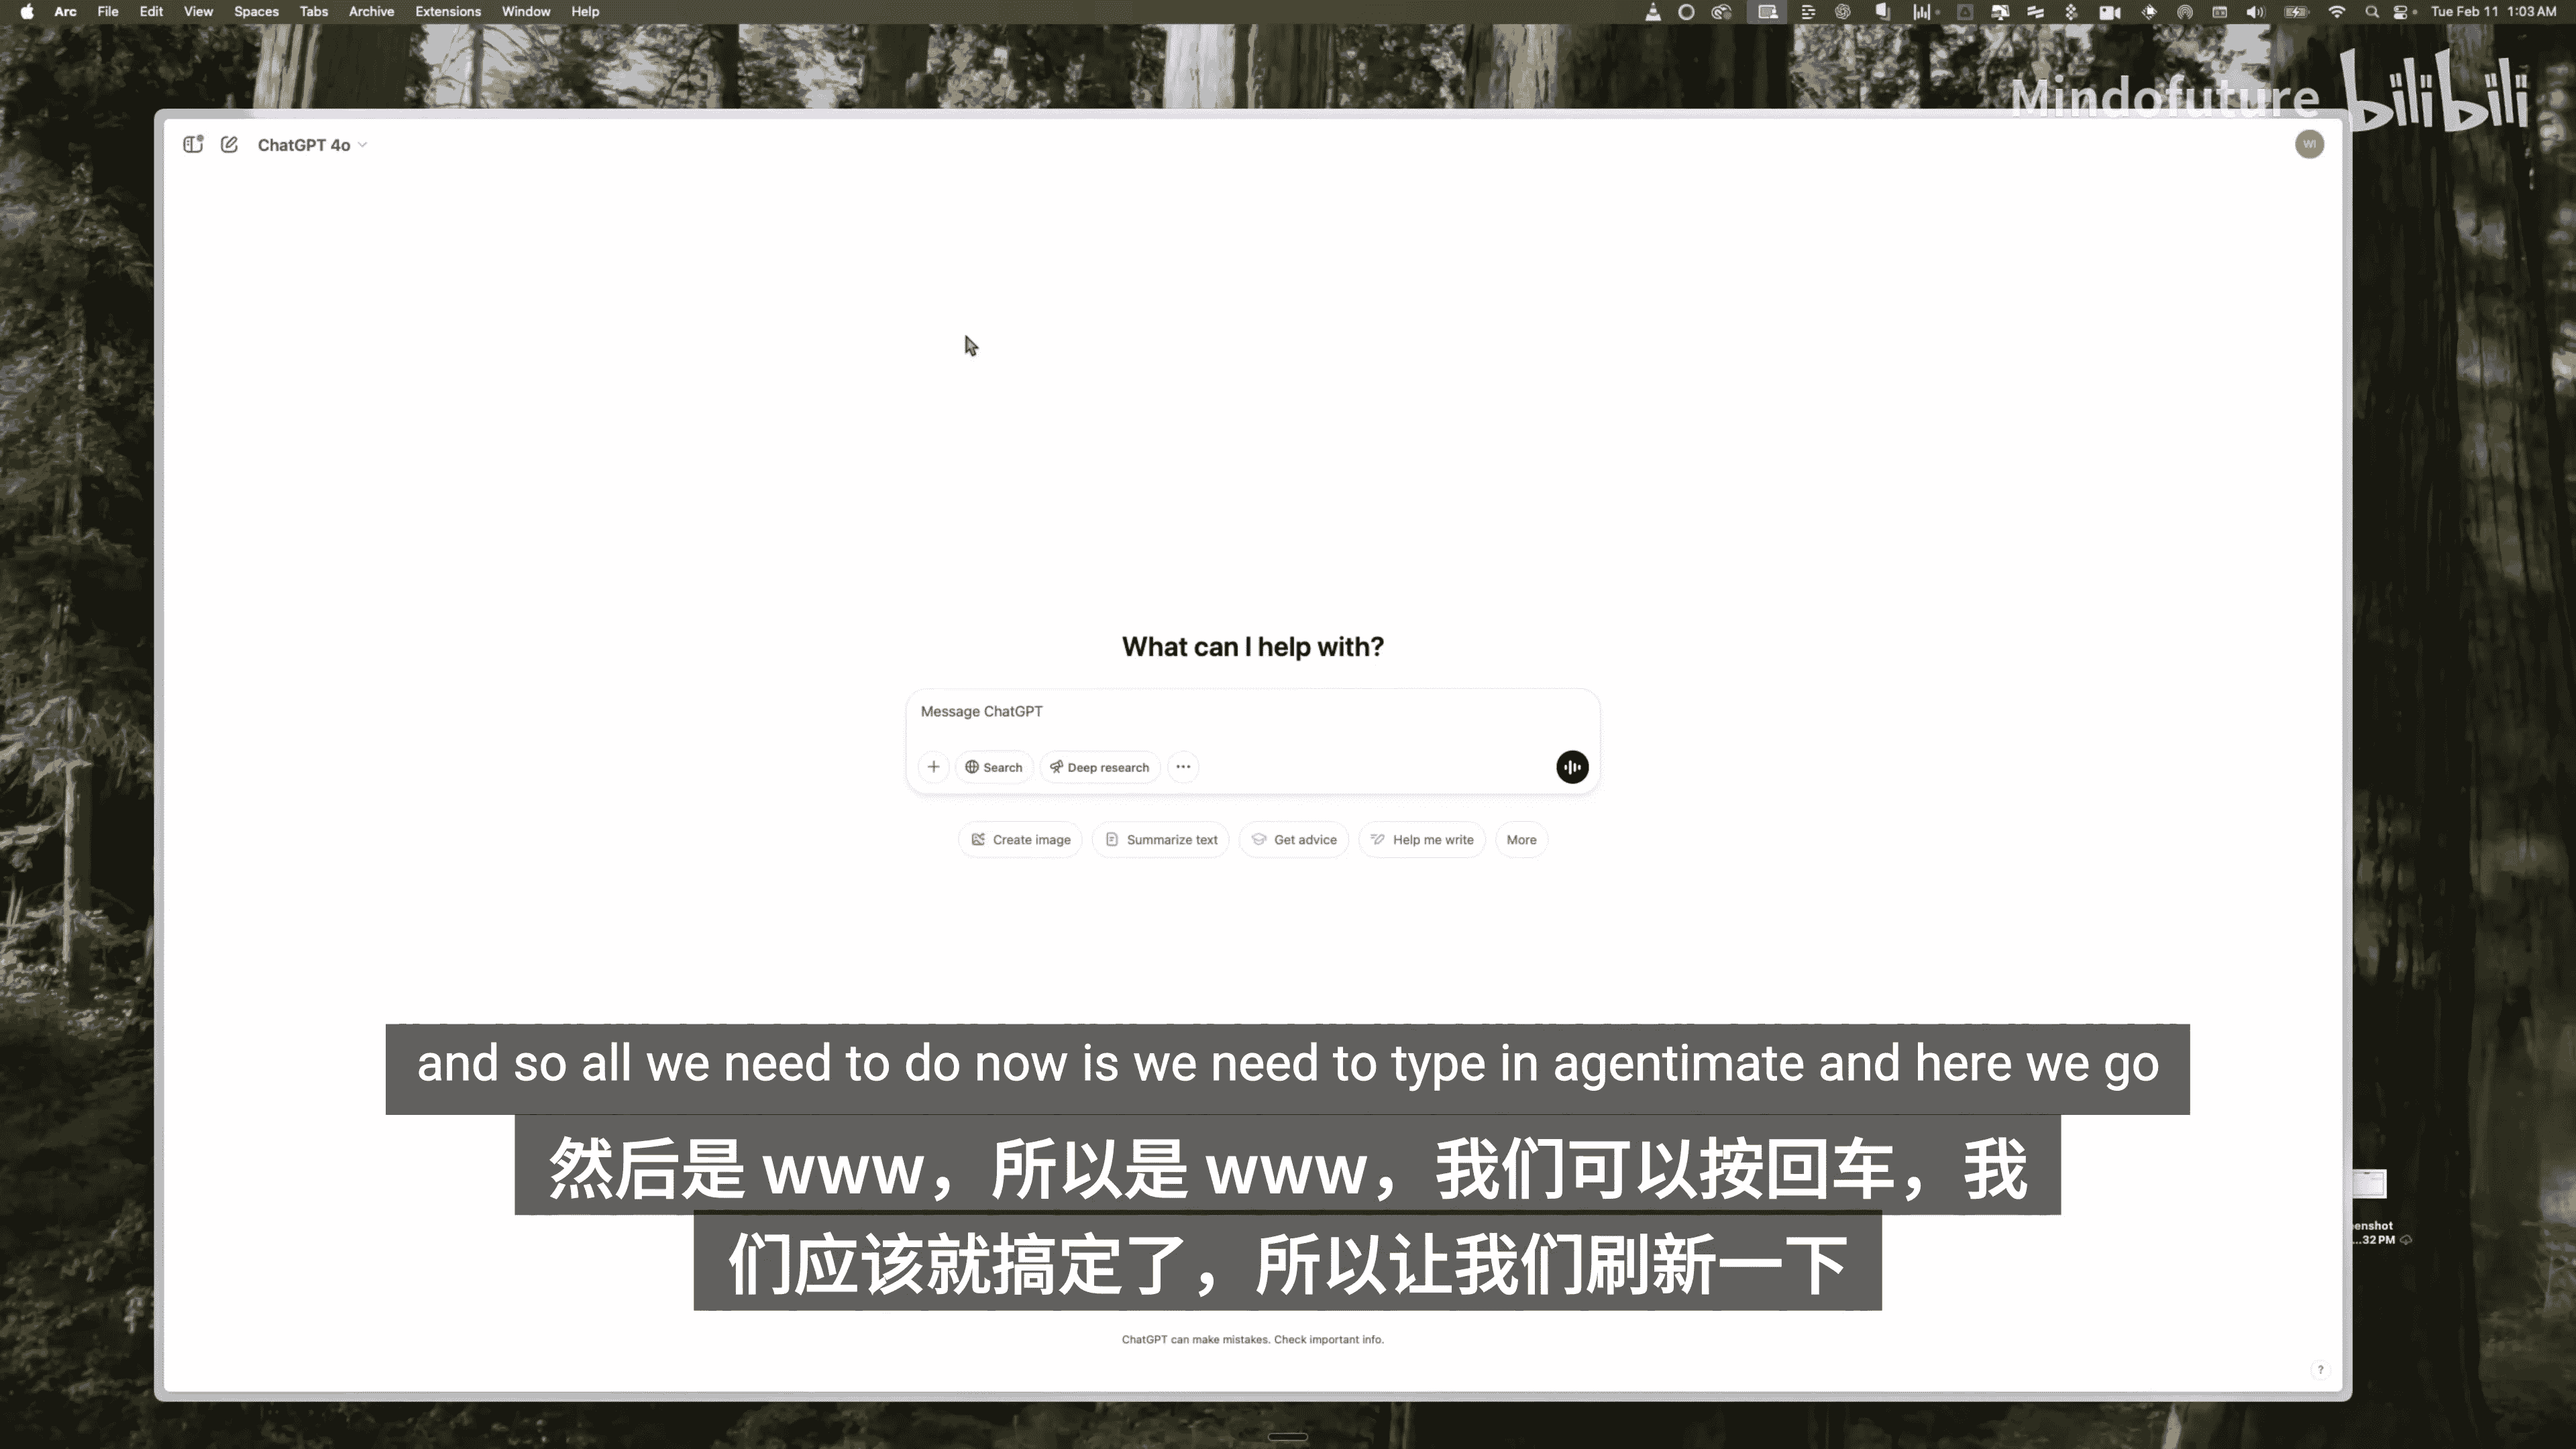 Arc File Edit View Spaces Tabs Archive Extensions Window Help Tue Feb 11 1:03 AM
Mindofuture bilibili
ChatGPT 4o
WI
What can I help with?
Message ChatGPT
Search Deep research
Create image Summarize text Get advice Help me write More
and so all we need to do now is we need to type in agentimate and here we go
然后是 www，所以是 www，我们可以按回车，我
们应该就搞定了，所以让我们刷新一下
enshot
...32 PM
ChatGPT can make mistakes. Check important info.
?